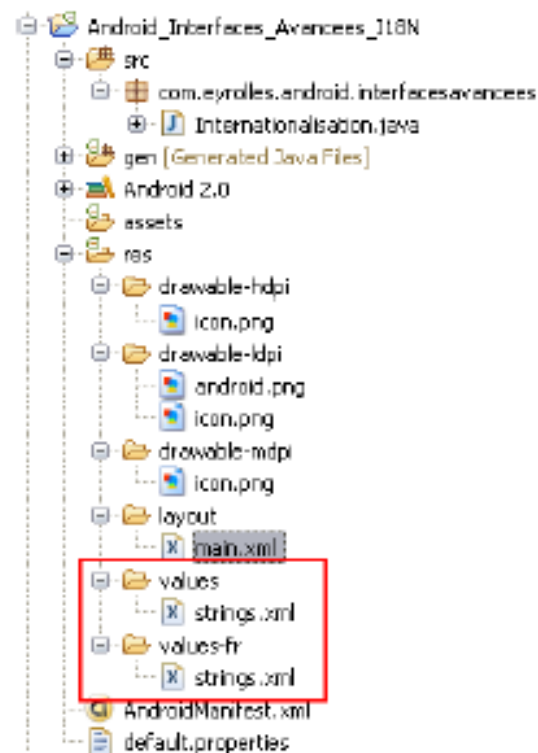 Android_Interfaces_Avancees_I18N
src
com.eyrolles.android.interfacesavancees
Internationalisation.java
gen [Generated Java Files]
Android 2.0
assets
res
drawable-hdpi
icon.png
drawable-ldpi
android.png
icon.png
drawable-mdpi
icon.png
layout
main.xml
values
strings.xml
values-fr
strings.xml
AndroidManifest.xml
default.properties